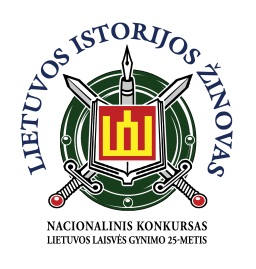 LIETUVOS ISTORIJOS ŽINOVAS
NACIONALINIS KONKURSAS
LIETUVOS LAISVĖS GYNIMO 25-METIS